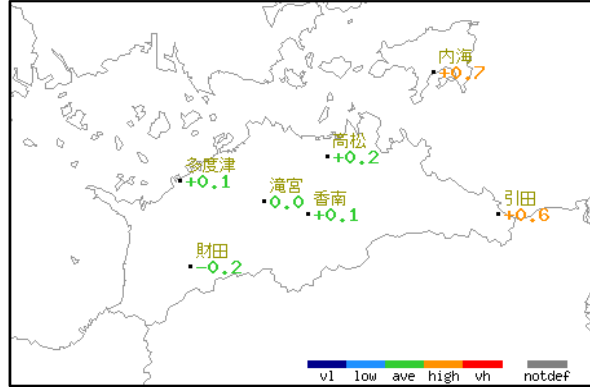 内海
+0.7
高松
+0.2
多度津
+0.1
滝宮
0.0
香南
+0.1
引田
+0.6
財田
-0.2
vl low ave high vh notdef